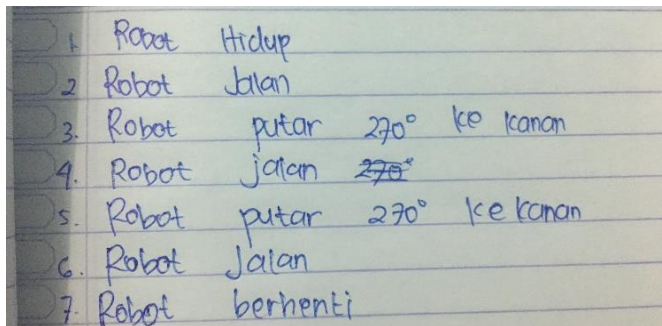 1. Robot Hidup
2 Robot Jalan
3. Robot putar 270° ke kanan
4. Robot jalan 270°
5. Robot putar 270° ke kanan
6. Robot Jalan
7. Robot berhenti